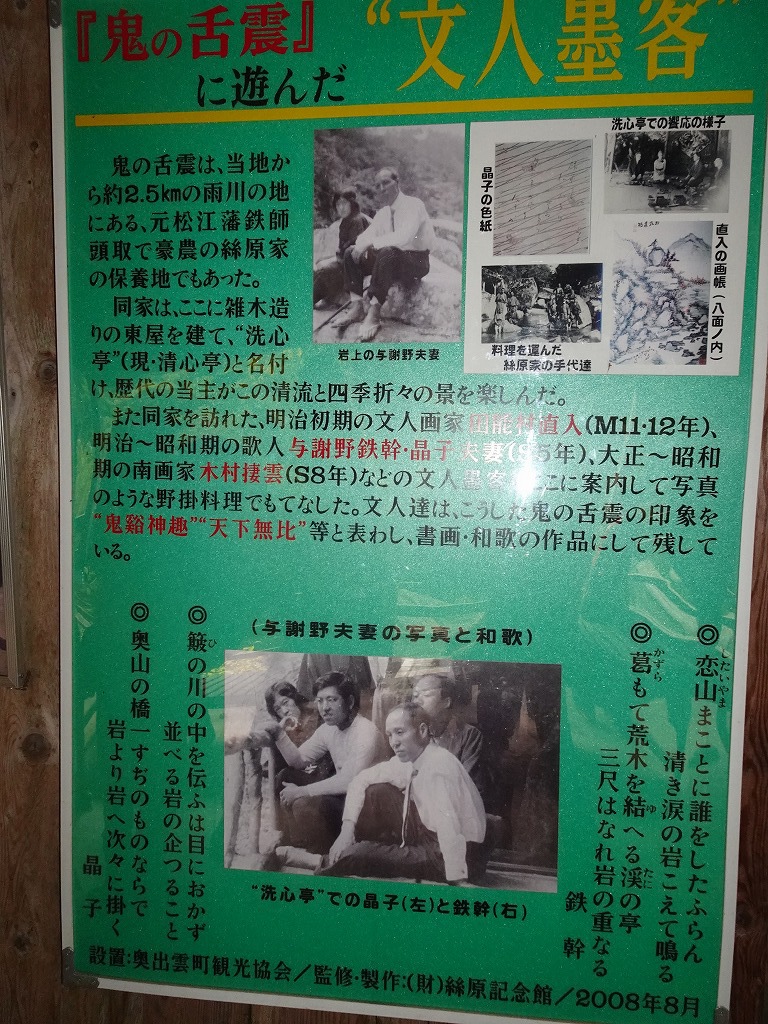 『鬼の舌震』
に遊んだ
“文人墨客”
鬼の舌震は、当地か
ら約2.5kmの雨川の地
にある、元松江藩鉄師
頭取で豪農の絲原家
の保養地でもあった。
同家は、ここに雑木造
りの東屋を建て、“洗心
亭”(現・清心亭)と名付
け、歴代の当主がこの清流と四季折々の景を楽しんだ。
また同家を訪れた、明治初期の文人画家田能村直入(M11・12年)、
明治～昭和期の歌人与謝野鉄幹・晶子夫妻(S5年)、大正～昭和
期の南画家木村捿雲(S8年)などの文人墨客を、ここに案内して写真
のような野掛料理でもてなした。文人達は、こうした鬼の舌震の印象を
“鬼谿神趣”“天下無比”等と表わし、書画・和歌の作品にして残して
いる。
岩上の与謝野夫妻
洗心亭での饗応の様子
晶子の色紙
直入の画帳(八面ノ内)
料理を運んだ
絲原家の手代達
(与謝野夫妻の写真と和歌)
◎恋山まことに誰をしたふらん
したいやま
清き涙の岩こえて鳴る
◎葛もて荒木を結へる渓の亭
かずら
ゆ
たに
三尺はなれ岩の重なる
鉄幹
◎簸の川の中を伝ふは目におかず
ひ
並べる岩の企つること
◎奥山の橋一すぢのものならで
岩より岩へ次々に掛く
晶子
“洗心亭”での晶子(左)と鉄幹(右)
設置:奥出雲町観光協会／監修・製作:(財)絲原記念館／2008年8月